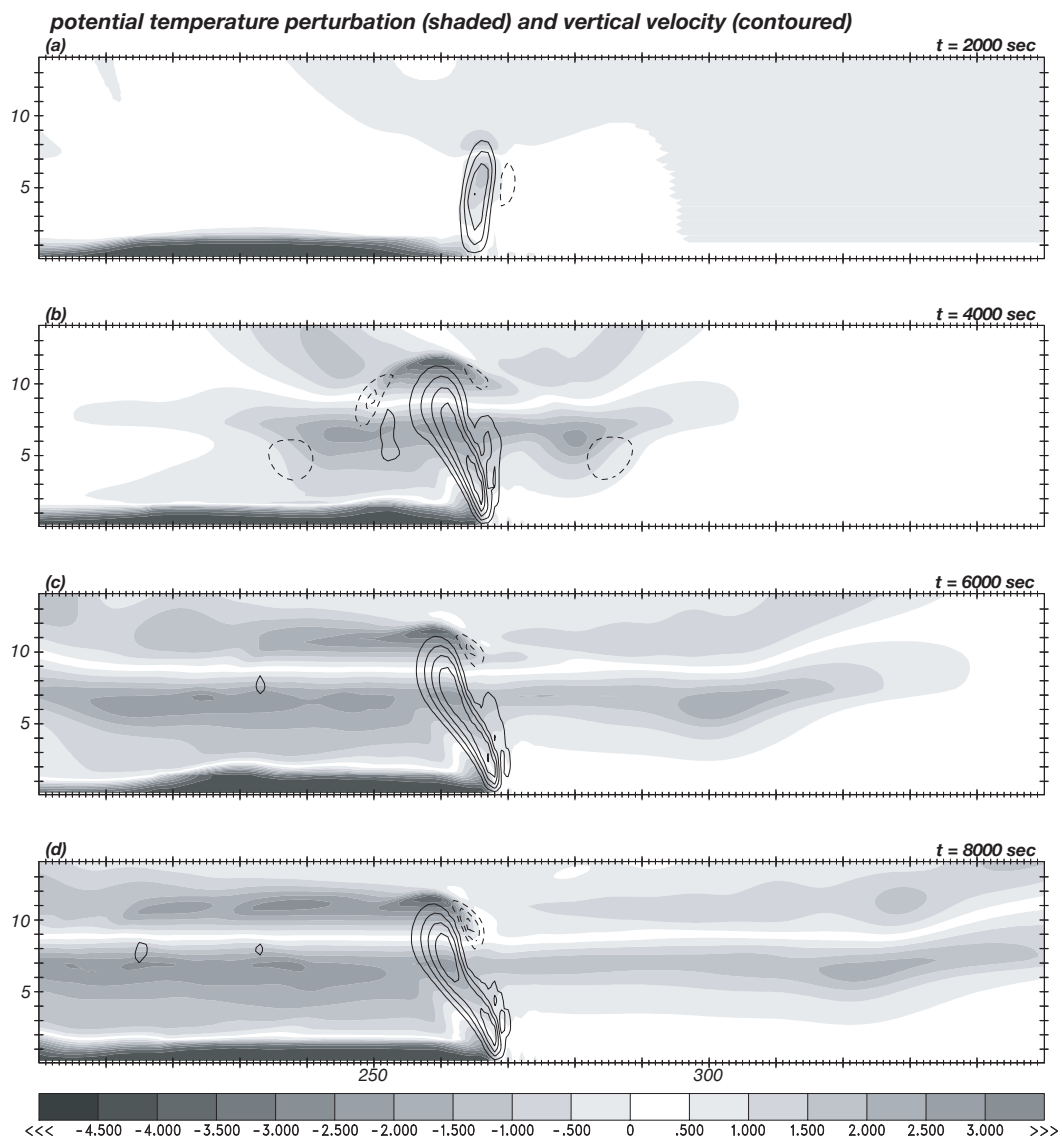 potential temperature perturbation (shaded) and vertical velocity (contoured)
(a) t = 2000 sec
10
5
(b) t = 4000 sec
10
5
(c) t = 6000 sec
10
5
(d) t = 8000 sec
10
5
250 300
<<< -4.500 -4.000 -3.500 -3.000 -2.500 -2.000 -1.500 -1.000 -.500 0 .500 1.000 1.500 2.000 2.500 3.000 >>>